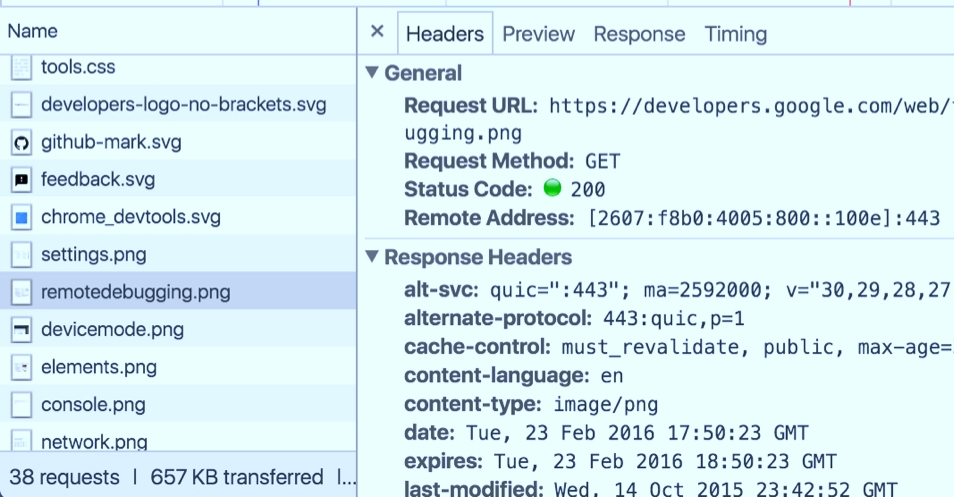 Name
tools.css
developers-logo-no-brackets.svg
github-mark.svg
feedback.svg
chrome_devtools.svg
settings.png
remotedebugging.png
devicemode.png
elements.png
console.png
network.png
38 requests | 657 KB transferred | ...
× Headers Preview Response Timing
▼ General
Request URL: https://developers.google.com/web/
ugging.png
Request Method: GET
Status Code: 200
Remote Address: [2607:f8b0:4005:800::100e]:443
▼ Response Headers
alt-svc: quic=":443"; ma=2592000; v="30,29,28,27
alternate-protocol: 443:quic,p=1
cache-control: must_revalidate, public, max-age=
content-language: en
content-type: image/png
date: Tue, 23 Feb 2016 17:50:23 GMT
expires: Tue, 23 Feb 2016 18:50:23 GMT
last-modified: Wed, 14 Oct 2015 23:42:52 GMT